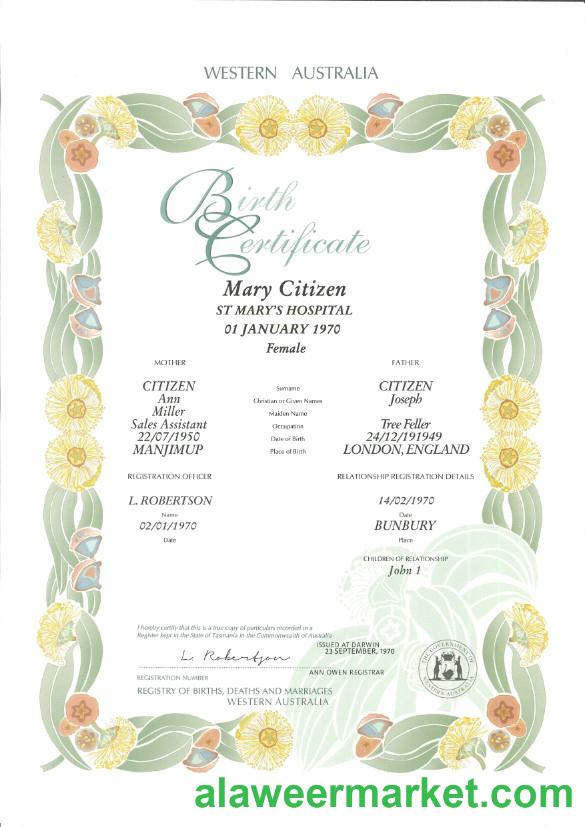 WESTERN AUSTRALIA
Birth
Certificate
Mary Citizen
ST MARY'S HOSPITAL
01 JANUARY 1970
Female
MOTHER FATHER
CITIZEN Surname CITIZEN
Ann Christian or Given Names Joseph
Miller Maiden Name
Sales Assistant Occupation Tree Feller
22/07/1950 Date of Birth 24/12/191949
MANJIMUP Place of Birth LONDON, ENGLAND
REGISTRATION OFFICER RELATIONSHIP REGISTRATION DETAILS
L. ROBERTSON 14/02/1970
Name Date
02/01/1970 BUNBURY
Date Place
CHILDREN OF RELATIONSHIP
John 1
I hereby certify that this is a true copy of particulars recorded in a
Register kept in the State of Tasmania in the Commonwealth of Australia
ISSUED AT DARWIN
23 SEPTEMBER, 1970
L. Robertson
ANN OWEN REGISTRAR
REGISTRATION NUMBER
REGISTRY OF BIRTHS, DEATHS AND MARRIAGES
WESTERN AUSTRALIA
THE GOVERNMENT OF
WESTERN AUSTRALIA
alaweermarket.com